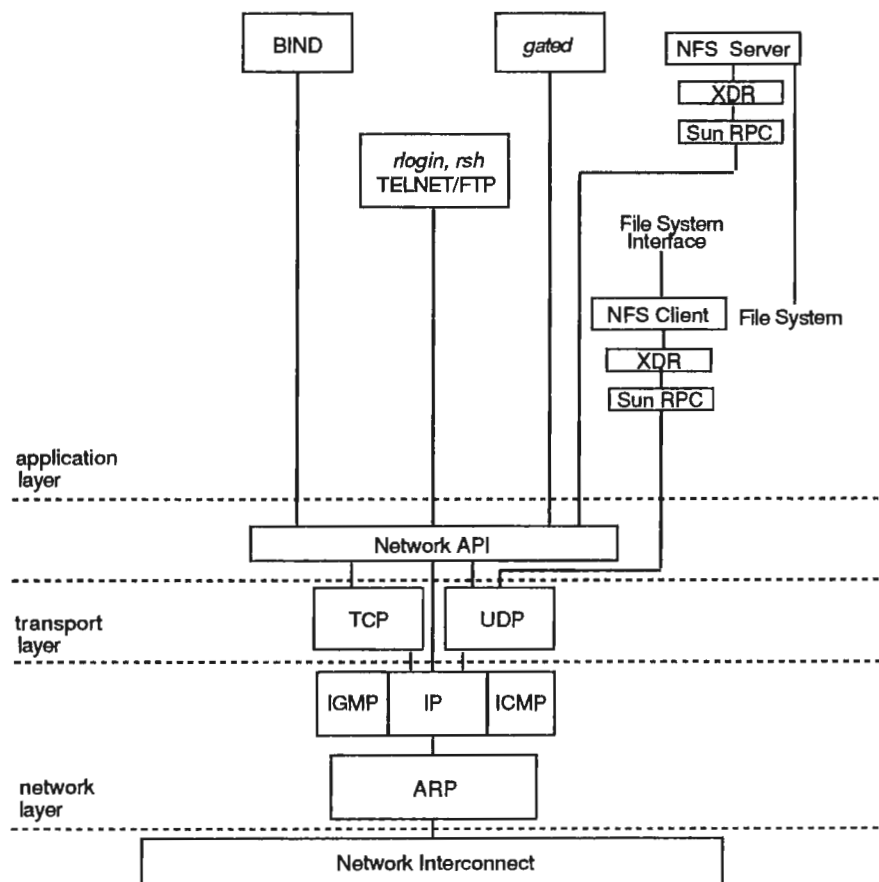 BIND
gated
NFS Server
XDR
Sun RPC
rlogin, rsh
TELNET/FTP
File System
Interface
NFS Client
File System
XDR
Sun RPC
application
layer
Network API
TCP
UDP
transport
layer
IGMP
IP
ICMP
ARP
network
layer
Network Interconnect